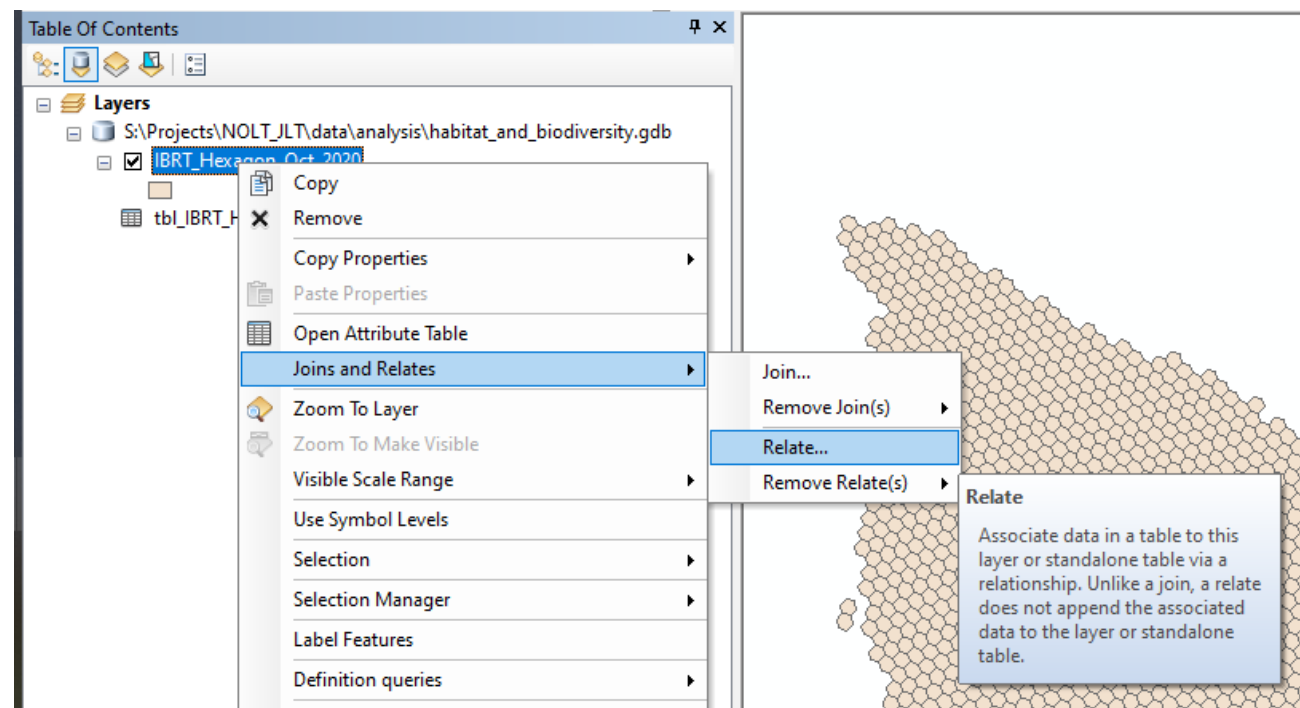 Table Of Contents
Layers
S:\Projects\NOLT_JLT\data\analysis\habitat_and_biodiversity.gdb
IBRT_Hexagon_Oct_2020
tbl_IBRT_H
Copy
Remove
Copy Properties
Paste Properties
Open Attribute Table
Joins and Relates
Zoom To Layer
Zoom To Make Visible
Visible Scale Range
Use Symbol Levels
Selection
Selection Manager
Label Features
Definition queries
Join...
Remove Join(s)
Relate...
Remove Relate(s)
Relate
Associate data in a table to this
layer or standalone table via a
relationship. Unlike a join, a relate
does not append the associated
data to the layer or standalone
table.